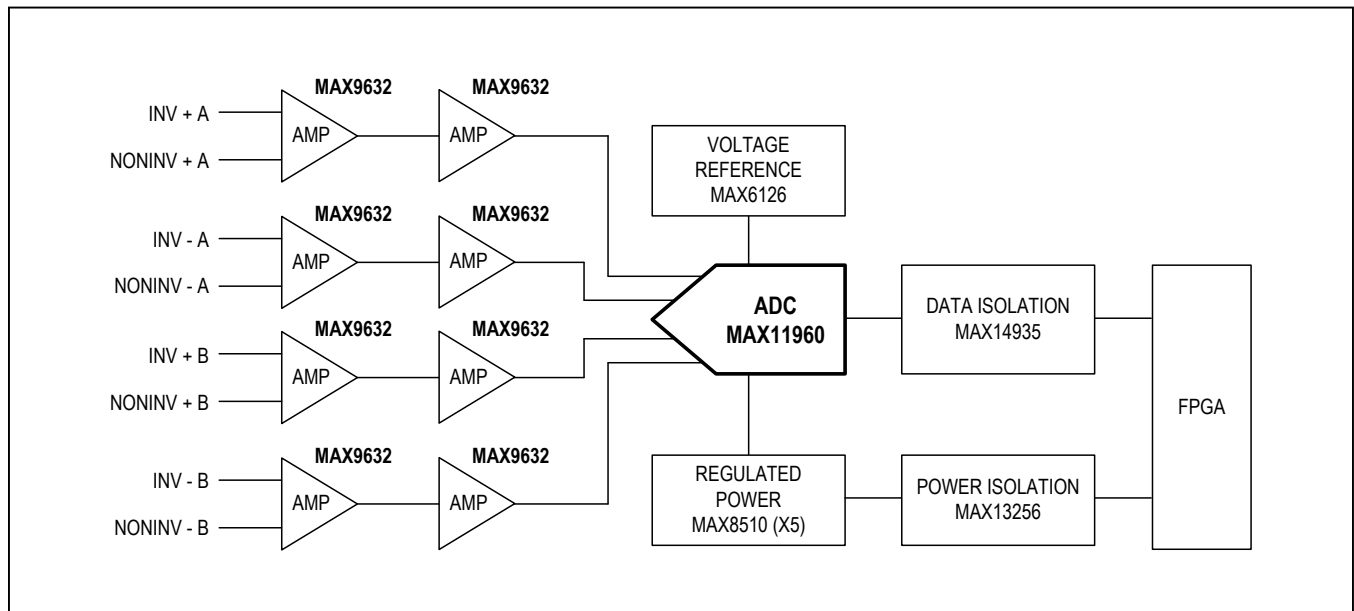 MAX9632
MAX9632
INV + A
AMP
AMP
NONINV + A
MAX9632
MAX9632
INV - A
AMP
AMP
NONINV - A
MAX9632
MAX9632
INV + B
AMP
AMP
NONINV + B
MAX9632
MAX9632
INV - B
AMP
AMP
NONINV - B
VOLTAGE
REFERENCE
MAX6126
ADC
MAX11960
REGULATED
POWER
MAX8510 (X5)
DATA ISOLATION
MAX14935
POWER ISOLATION
MAX13256
FPGA